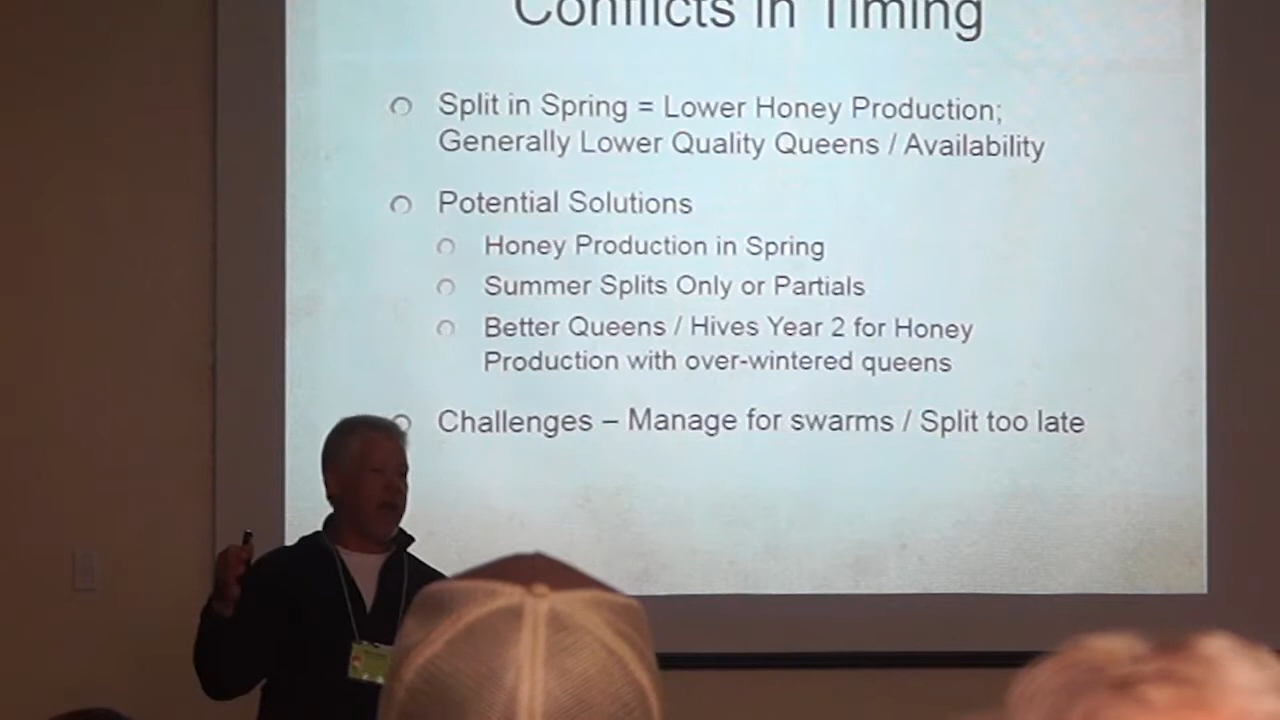 Conflicts in Timing
Split in Spring = Lower Honey Production;
Generally Lower Quality Queens / Availability
Potential Solutions
Honey Production in Spring
Summer Splits Only or Partials
Better Queens / Hives Year 2 for Honey
Production with over-wintered queens
Challenges – Manage for swarms / Split too late